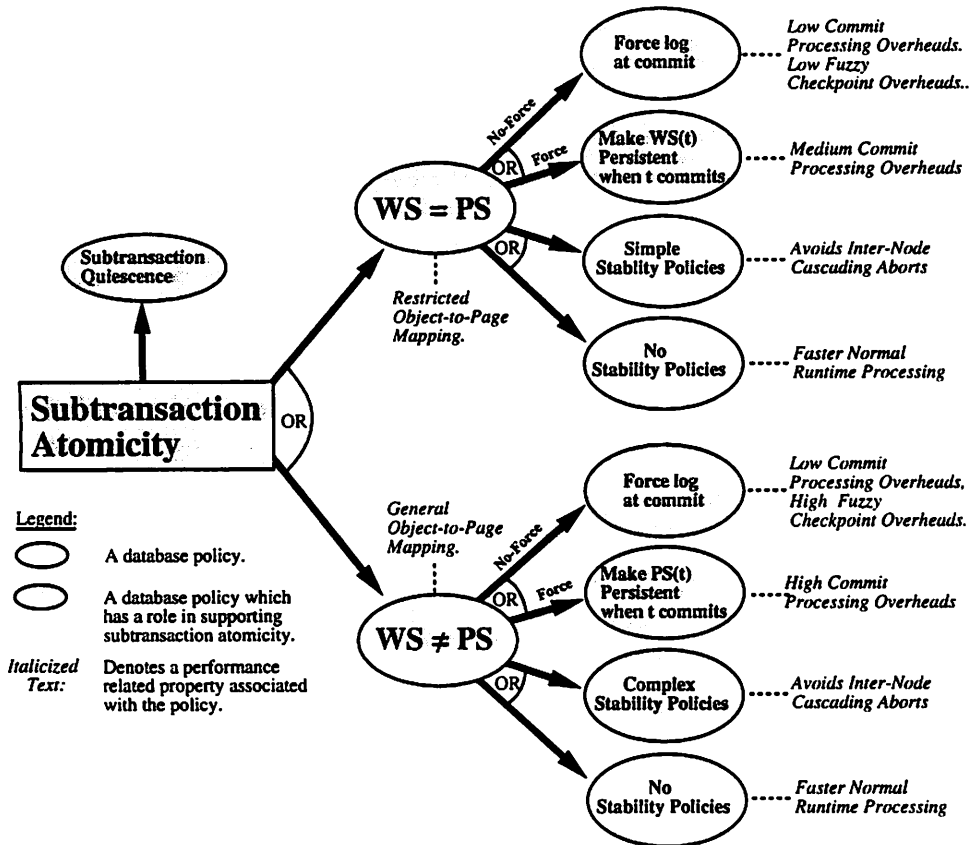 Force log
at commit
Low Commit
Processing Overheads.
Low Fuzzy
Checkpoint Overheads..
No-Force
OR
Force
Make WS(t)
Persistent
when t commits
Medium Commit
Processing Overheads
WS = PS
OR
Simple
Stablity Policies
Avoids Inter-Node
Cascading Aborts
Restricted
Object-to-Page
Mapping.
No
Stability Policies
Faster Normal
Runtime Processing
Subtransaction
Quiescence
Subtransaction
Atomicity
OR
General
Object-to-Page
Mapping.
Force log
at commit
Low Commit
Processing Overheads,
High Fuzzy
Checkpoint Overheads.
No-Force
OR
Force
Make PS(t)
Persistent
when t commits
High Commit
Processing Overheads
WS ≠ PS
OR
Complex
Stability Policies
Avoids Inter-Node
Cascading Aborts
No
Stability Policies
Faster Normal
Runtime Processing
Legend:
A database policy.
A database policy which
has a role in supporting
subtransaction atomicity.
Italicized
Text:
Denotes a performance
related property associated
with the policy.